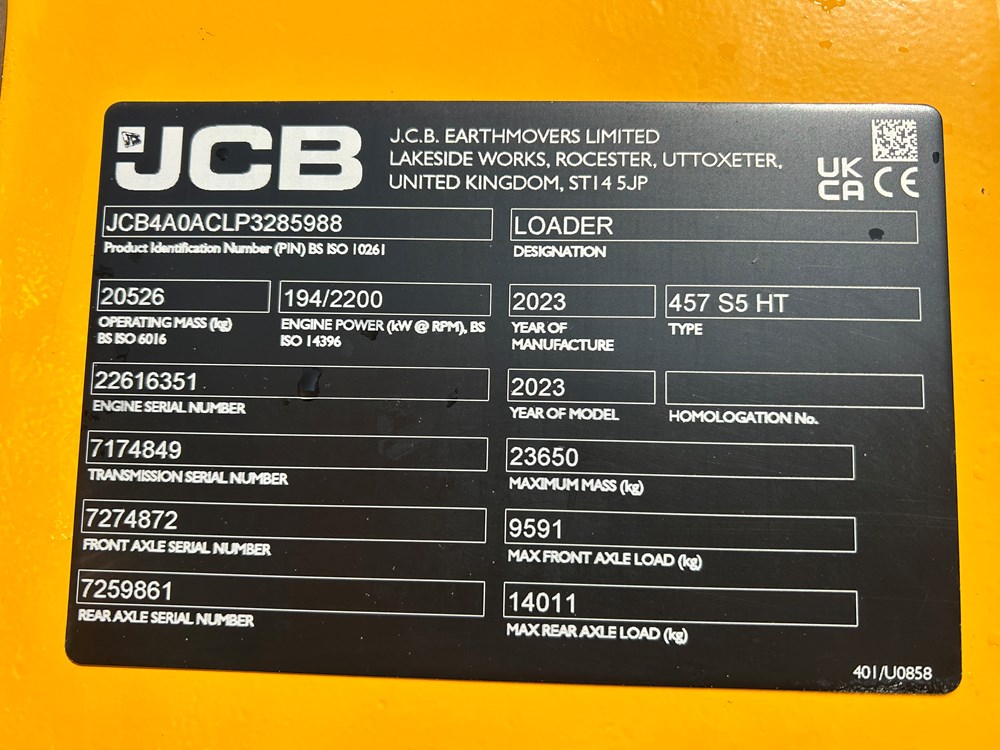 JCB
J.C.B. EARTHMOVERS LIMITED
LAKESIDE WORKS, ROCESTER, UTTOXETER,
UNITED KINGDOM, ST14 5JP
UK
CA CE
JCB4A0ACLP3285988
Product Identification Number (PIN) BS ISO 10261
LOADER
DESIGNATION
20526
OPERATING MASS (kg)
BS ISO 6016
194/2200
ENGINE POWER (kW @ RPM), BS
ISO 14396
2023
YEAR OF
MANUFACTURE
457 S5 HT
TYPE
22616351
ENGINE SERIAL NUMBER
2023
YEAR OF MODEL
HOMOLOGATION No.
7174849
TRANSMISSION SERIAL NUMBER
23650
MAXIMUM MASS (kg)
7274872
FRONT AXLE SERIAL NUMBER
9591
MAX FRONT AXLE LOAD (kg)
7259861
REAR AXLE SERIAL NUMBER
14011
MAX REAR AXLE LOAD (kg)
401/U0858